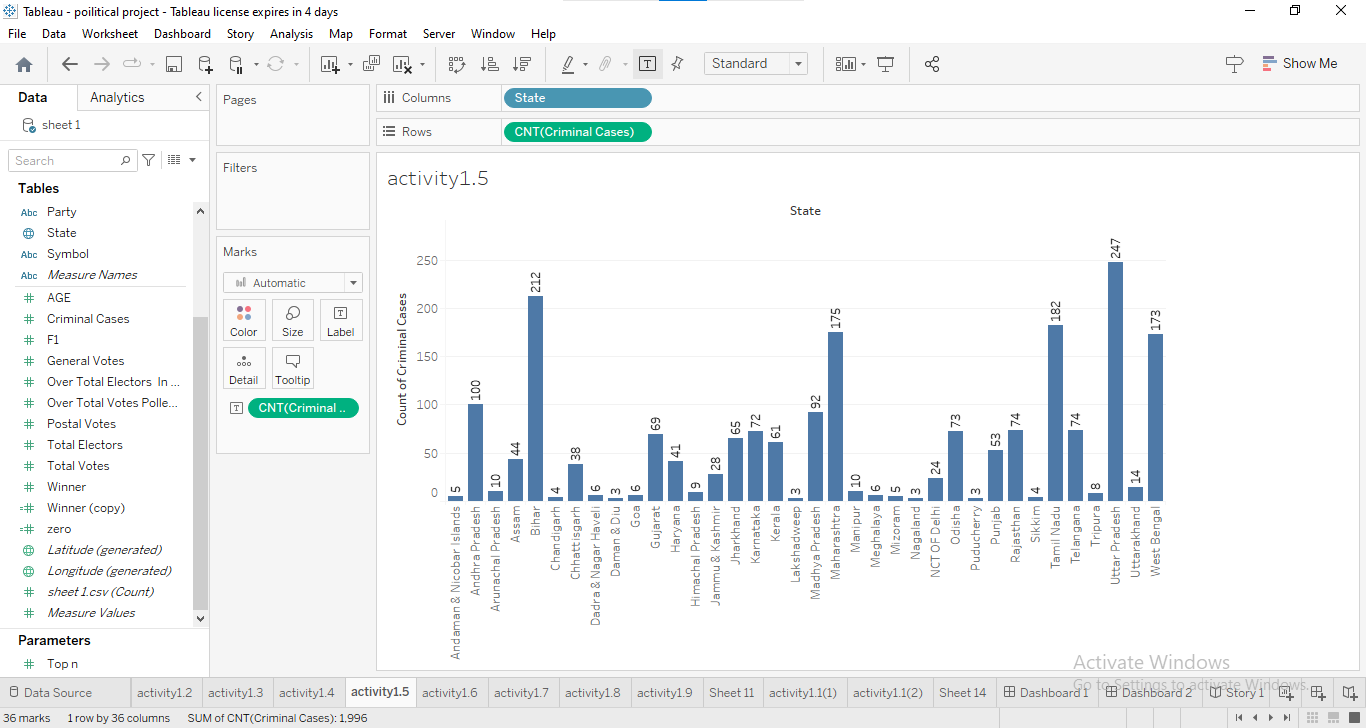 Tableau - poilitical project - Tableau license expires in 4 days
File Data Worksheet Dashboard Story Analysis Map Format Server Window Help
Standard
Show Me
Data Analytics
sheet 1
Search
Tables
Abc Party
State
Abc Symbol
Abc Measure Names
AGE
Criminal Cases
F1
General Votes
Over Total Electors In ...
Over Total Votes Polle...
Postal Votes
Total Electors
Total Votes
Winner
Winner (copy)
zero
Latitude (generated)
Longitude (generated)
sheet 1.csv (Count)
Measure Values
Parameters
Top n
Pages
Filters
Marks
Automatic
Color Size Label
Detail Tooltip
CNT(Criminal ..
Columns State
Rows CNT(Criminal Cases)
activity1.5
State
Count of Criminal Cases
250
200
150
100
50
0
5 100 10 44 212 4 38 6 3 6 69 41 9 28 65 72 61 3 92 175 10 6 5 3 24 73 3 53 74 4 182 74 8 247 14 173
Andaman & Nicobar Islands
Andhra Pradesh
Arunachal Pradesh
Assam
Bihar
Chandigarh
Chhattisgarh
Dadra & Nagar Haveli
Daman & Diu
Goa
Gujarat
Haryana
Himachal Pradesh
Jammu & Kashmir
Jharkhand
Karnataka
Kerala
Lakshadweep
Madhya Pradesh
Maharashtra
Manipur
Meghalaya
Mizoram
Nagaland
NCT OF Delhi
Odisha
Puducherry
Punjab
Rajasthan
Sikkim
Tamil Nadu
Telangana
Tripura
Uttar Pradesh
Uttarakhand
West Bengal
Activate Windows
Go to Settings to activate Windows.
Data Source activity1.2 activity1.3 activity1.4 activity1.5 activity1.6 activity1.7 activity1.8 activity1.9 Sheet 11 activity1.1(1) activity1.1(2) Sheet 14 Dashboard 1 Dashboard 2 Story 1
36 marks 1 row by 36 columns SUM of CNT(Criminal Cases): 1,996